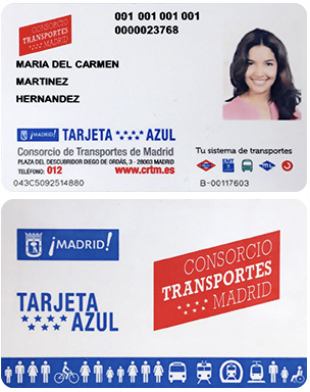 001 001 001 001
0000023768
CONSORCIO
TRANSPORTES
MADRID
MARIA DEL CARMEN
MARTINEZ
HERNANDEZ
¡MADRID! TARJETA AZUL
Consorcio de Transportes de Madrid
PLAZA DEL DESCUBRIDOR DIEGO DE ORDÁS, 3 - 28003 MADRID
TELÉFONO: 012 www.crtm.es
Tu sistema de transportes
043C5092514880
B-00117603
¡MADRID!
TARJETA
AZUL
CONSORCIO
TRANSPORTES
MADRID